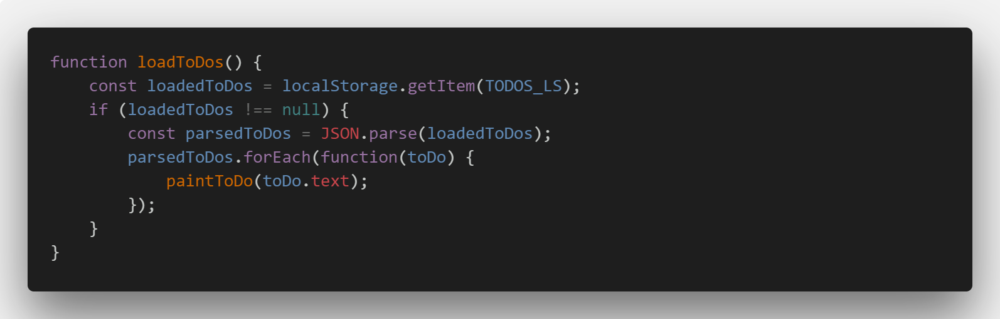 function loadToDos() {
    const loadedToDos = localStorage.getItem(TODOS_LS);
    if (loadedToDos !== null) {
        const parsedToDos = JSON.parse(loadedToDos);
        parsedToDos.forEach(function(toDo) {
            paintToDo(toDo.text);
        });
    }
}